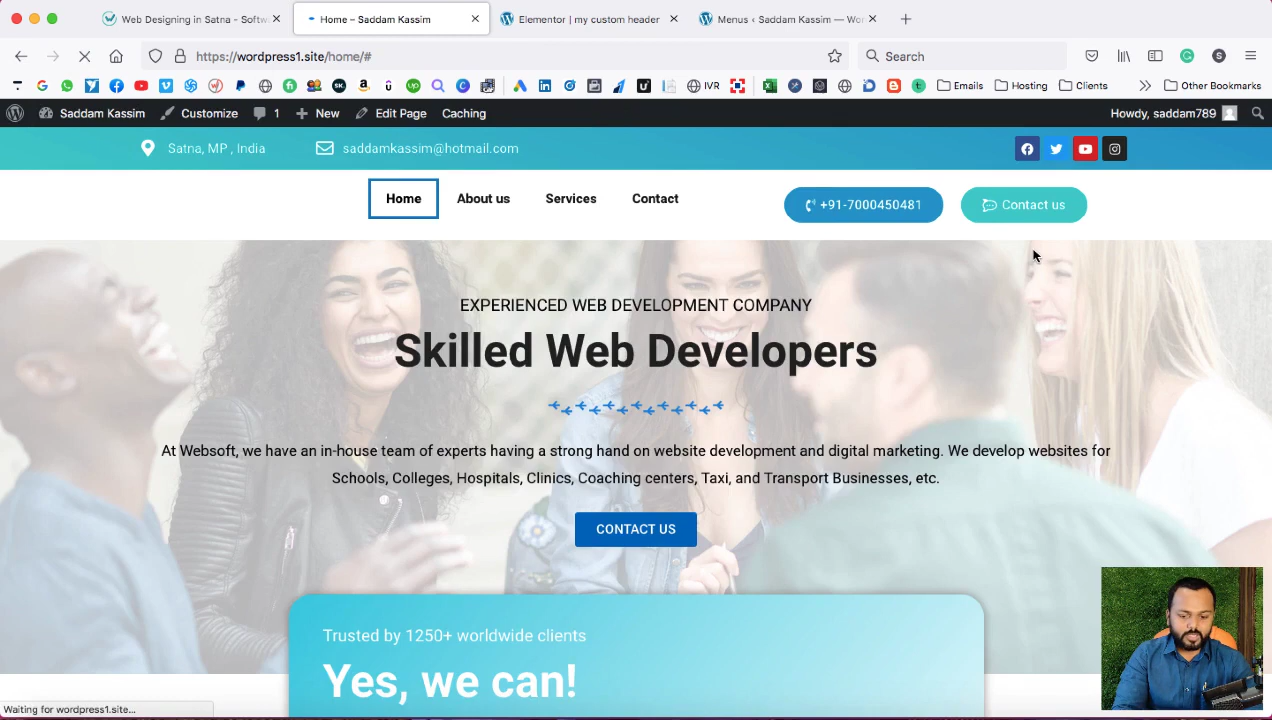 Web Designing in Satna - Softw
Home – Saddam Kassim
Elementor | my custom header
Menus ‹ Saddam Kassim — Wor
https://wordpress1.site/home/#
Search
IVR
Emails
Hosting
Clients
Other Bookmarks
Saddam Kassim
Customize
1
New
Edit Page
Caching
Howdy, saddam789
Satna, MP , India
saddamkassim@hotmail.com
Home
About us
Services
Contact
+91-7000450481
Contact us
EXPERIENCED WEB DEVELOPMENT COMPANY
Skilled Web Developers
At Websoft, we have an in-house team of experts having a strong hand on website development and digital marketing. We develop websites for
Schools, Colleges, Hospitals, Clinics, Coaching centers, Taxi, and Transport Businesses, etc.
CONTACT US
Trusted by 1250+ worldwide clients
Yes, we can!
Waiting for wordpress1.site...